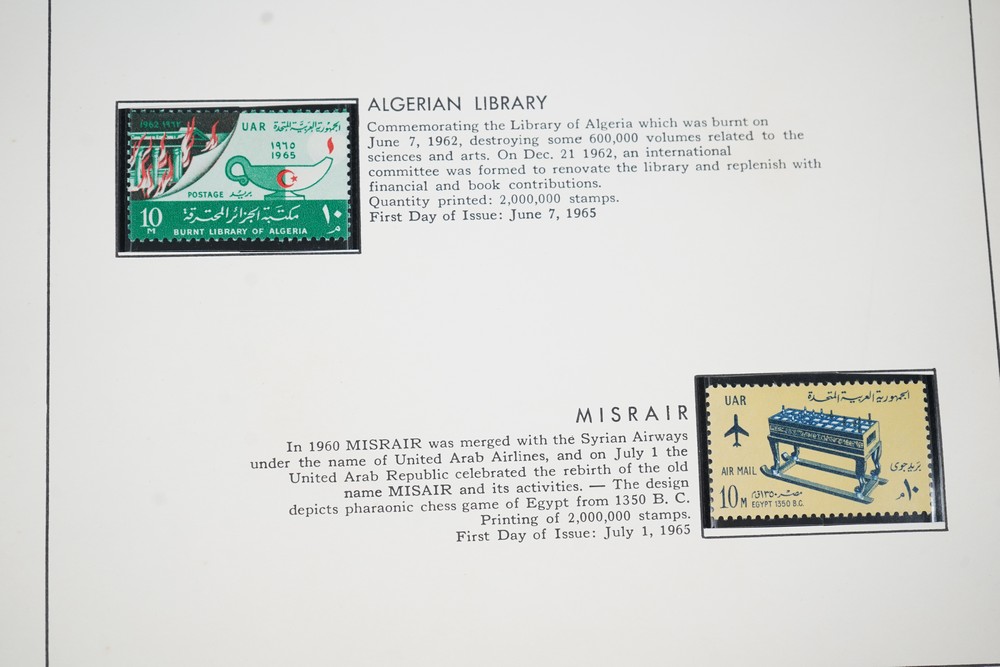 ALGERIAN LIBRARY
Commemorating the Library of Algeria which was burnt on
June 7, 1962, destroying some 600,000 volumes related to the
sciences and arts. On Dec. 21 1962, an international
committee was formed to renovate the library and replenish with
financial and book contributions.
Quantity printed: 2,000,000 stamps.
First Day of Issue: June 7, 1965
1962 ١٩٦٢
UAR الجمهورية العربية المتحدة
١٩٦٥
1965
POSTAGE بريد
10 M
مكتبة الجزائر المحترقة
١٠ م
BURNT LIBRARY OF ALGERIA
MISRAIR
In 1960 MISRAIR was merged with the Syrian Airways
under the name of United Arab Airlines, and on July 1 the
United Arab Republic celebrated the rebirth of the old
name MISAIR and its activities. — The design
depicts pharaonic chess game of Egypt from 1350 B. C.
Printing of 2,000,000 stamps.
First Day of Issue: July 1, 1965
UAR الجمهورية العربية المتحدة
AIR MAIL بريد جوى
10 M
مصر ١٣٥٠ ق م
١٠ م
EGYPT 1350 B.C.